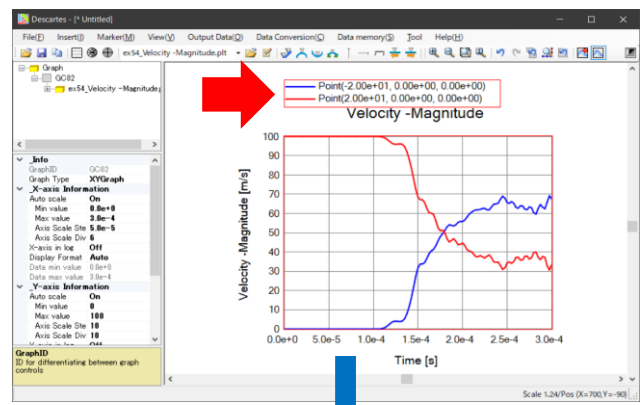 Descartes - [* Untitled]
File(F) Insert(I) Marker(M) View(V) Output Data(O) Data Conversion(C) Data memory(S) Tool Help(H)
ex54_Velocity -Magnitude.plt
Graph
GC82
ex54_Velocity -Magnitude
_Info
GraphID GC82
Graph Type XYGraph
_X-axis Information
Auto scale On
Min value 0.0e+0
Max value 3.0e-4
Axis Scale Ste 5.0e-5
Axis Scale Div 6
X-axis in log Off
Display Format Auto
Data min value 0.0e+0
Data max value 3.0e-4
_Y-axis Information
Auto scale On
Min value 0
Max value 100
Axis Scale Ste 10
Axis Scale Div 10
GraphID
ID for differentiating between graph
controls
Point(-2.00e+01, 0.00e+00, 0.00e+00)
Point(2.00e+01, 0.00e+00, 0.00e+00)
Velocity -Magnitude
Velocity -Magnitude [m/s]
100
90
80
70
60
50
40
30
20
10
0
0.0e+0 5.0e-5 1.0e-4 1.5e-4 2.0e-4 2.5e-4 3.0e-4
Time [s]
Scale 1.24/Pos (X=700,Y=-90)